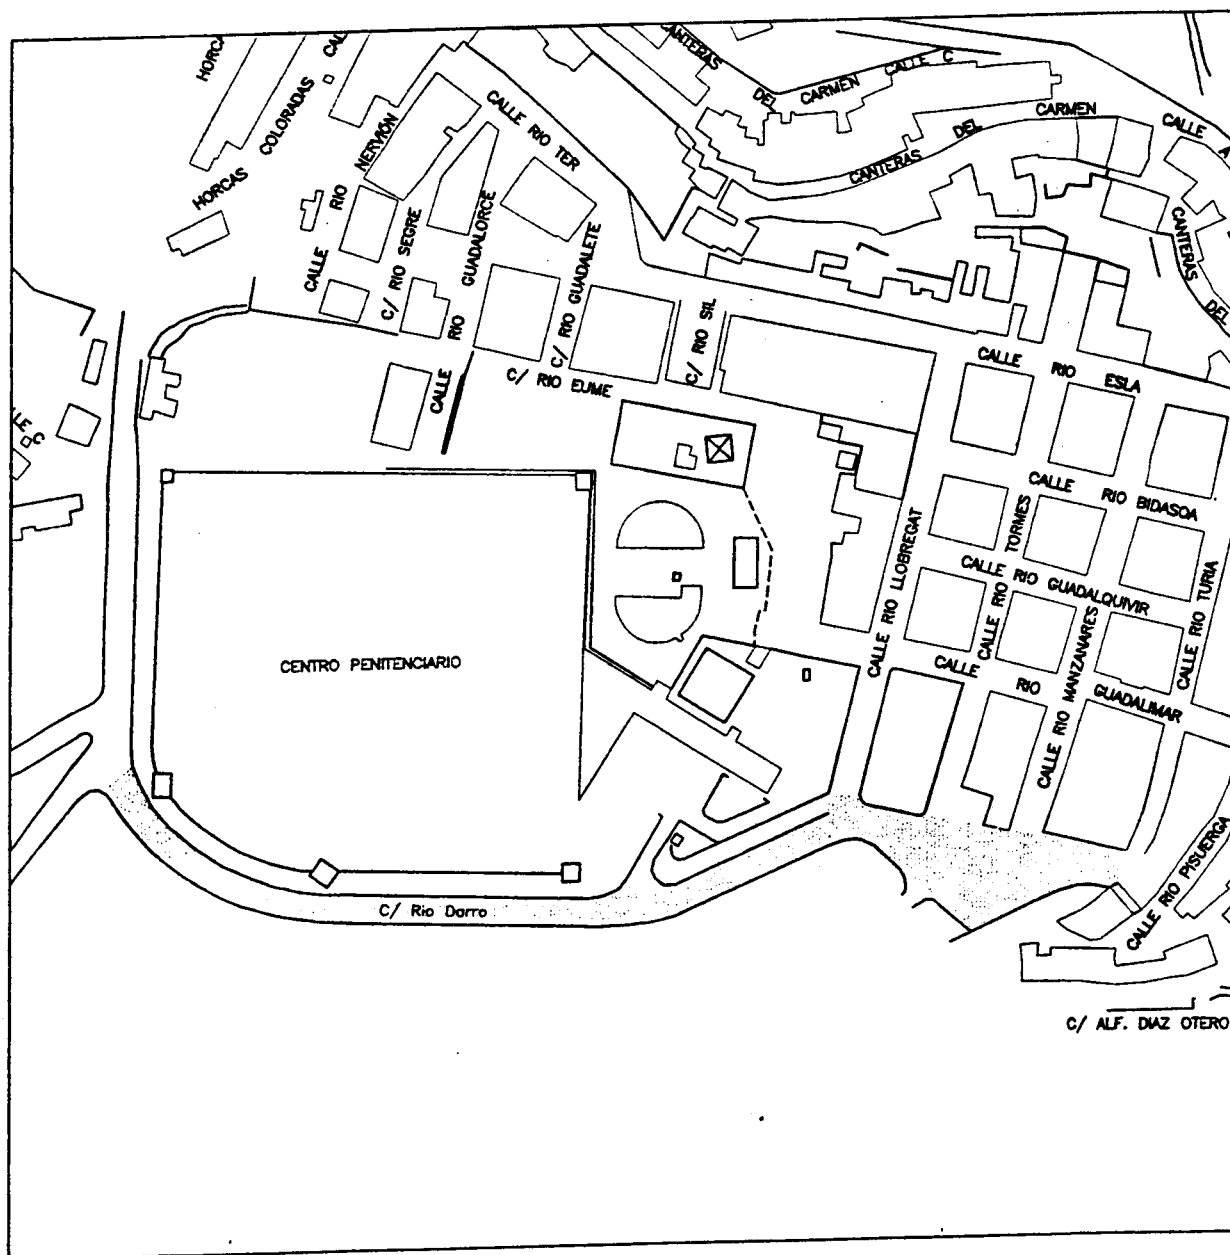 HORCAS COLORADAS
CALLE RIO NERVIÓN
CALLE RIO TER
CANTERAS DEL CARMEN
CALLE C
CANTERAS DEL CARMEN
CALLE A
CANTERAS DEL
C/ RIO SEGRE
CALLE RIO GUADALORCE
C/ RIO GUADALETE
C/ RIO SIL
C/ RIO EUME
CALLE RIO ESLA
CALLE RIO BIDASOA
CALLE RIO GUADALQUIVIR
CALLE RIO GUADALIMAR
CALLE RIO LLOBREGAT
CALLE RIO TORMES
CALLE RIO MANZANARES
CALLE RIO TURIA
CALLE RIO PISUERGA
CENTRO PENITENCIARIO
C/ Rio Darro
C/ ALF. DIAZ OTERO